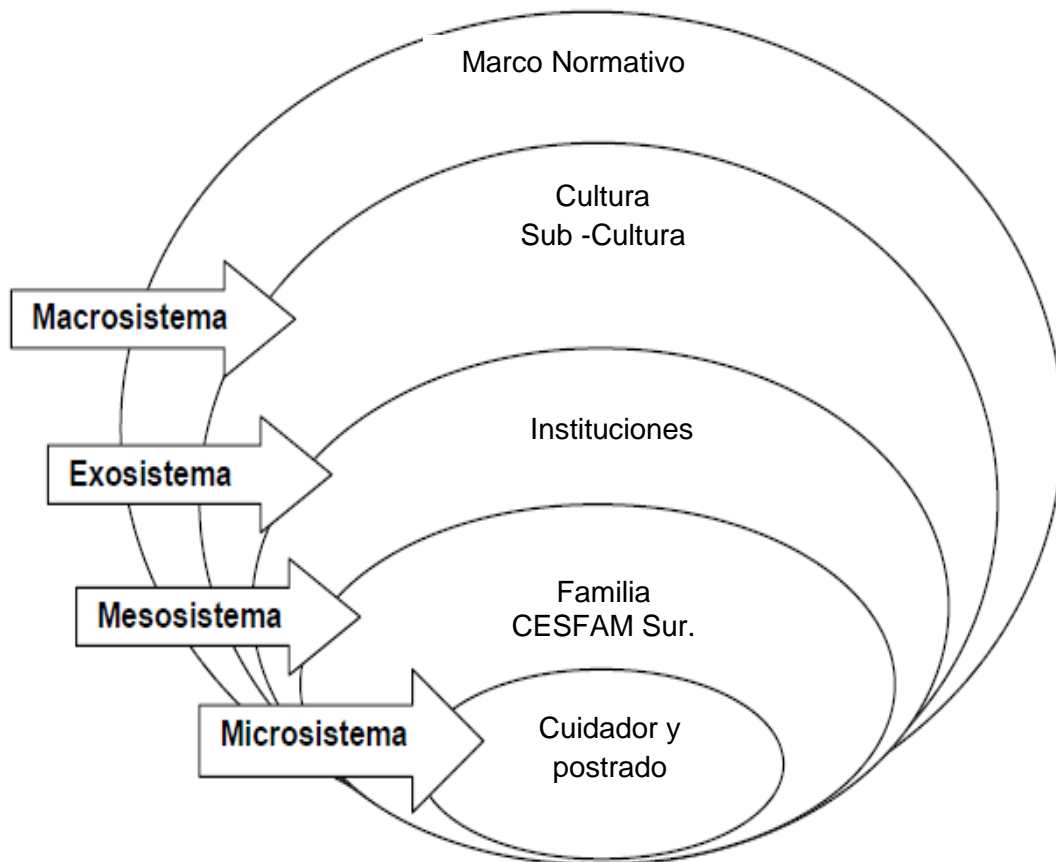 Marco Normativo
Cultura
Sub -Cultura
Macrosistema
Instituciones
Exosistema
Familia
CESFAM Sur.
Mesosistema
Cuidador y
postrado
Microsistema